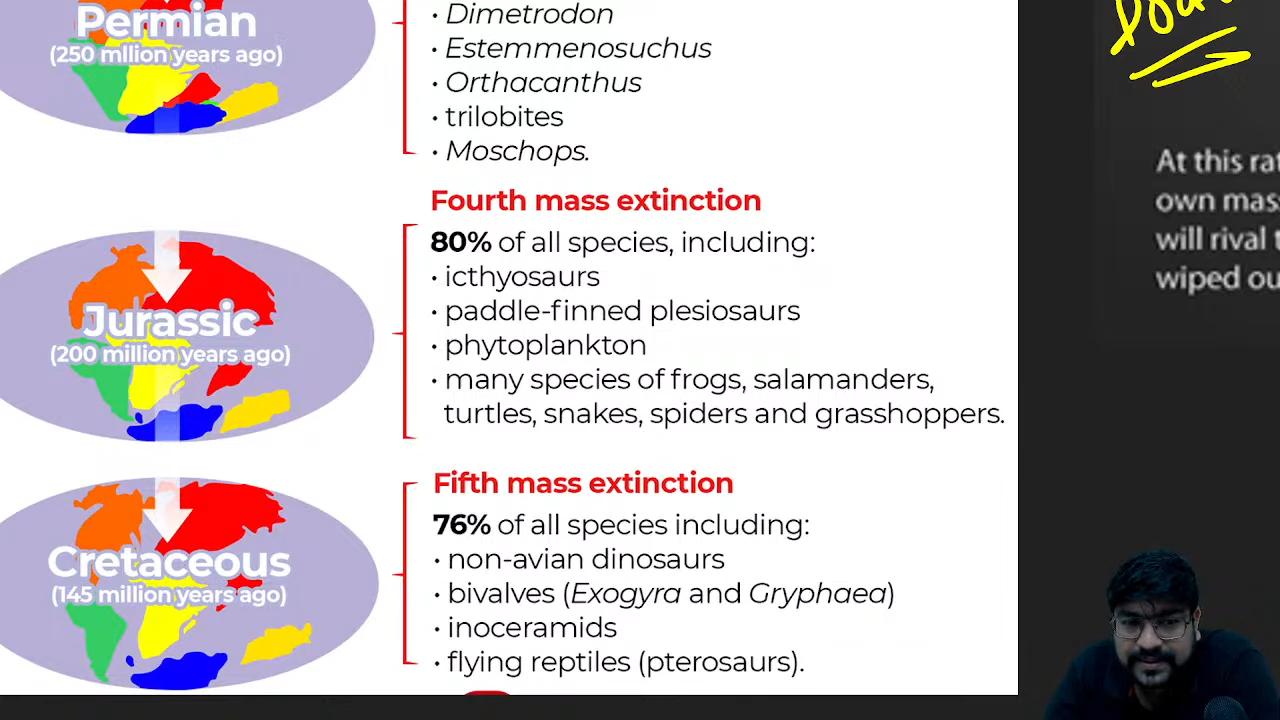 Permian
(250 mllion years ago)
• Dimetrodon
• Estemmenosuchus
• Orthacanthus
• trilobites
• Moschops.
Fourth mass extinction
80% of all species, including:
• icthyosaurs
• paddle-finned plesiosaurs
• phytoplankton
• many species of frogs, salamanders,
turtles, snakes, spiders and grasshoppers.
Jurassic
(200 million years ago)
Fifth mass extinction
76% of all species including:
• non-avian dinosaurs
• bivalves (Exogyra and Gryphaea)
• inoceramids
• flying reptiles (pterosaurs).
Cretaceous
(145 million years ago)
At this rat
own mass
will rival t
wiped ou